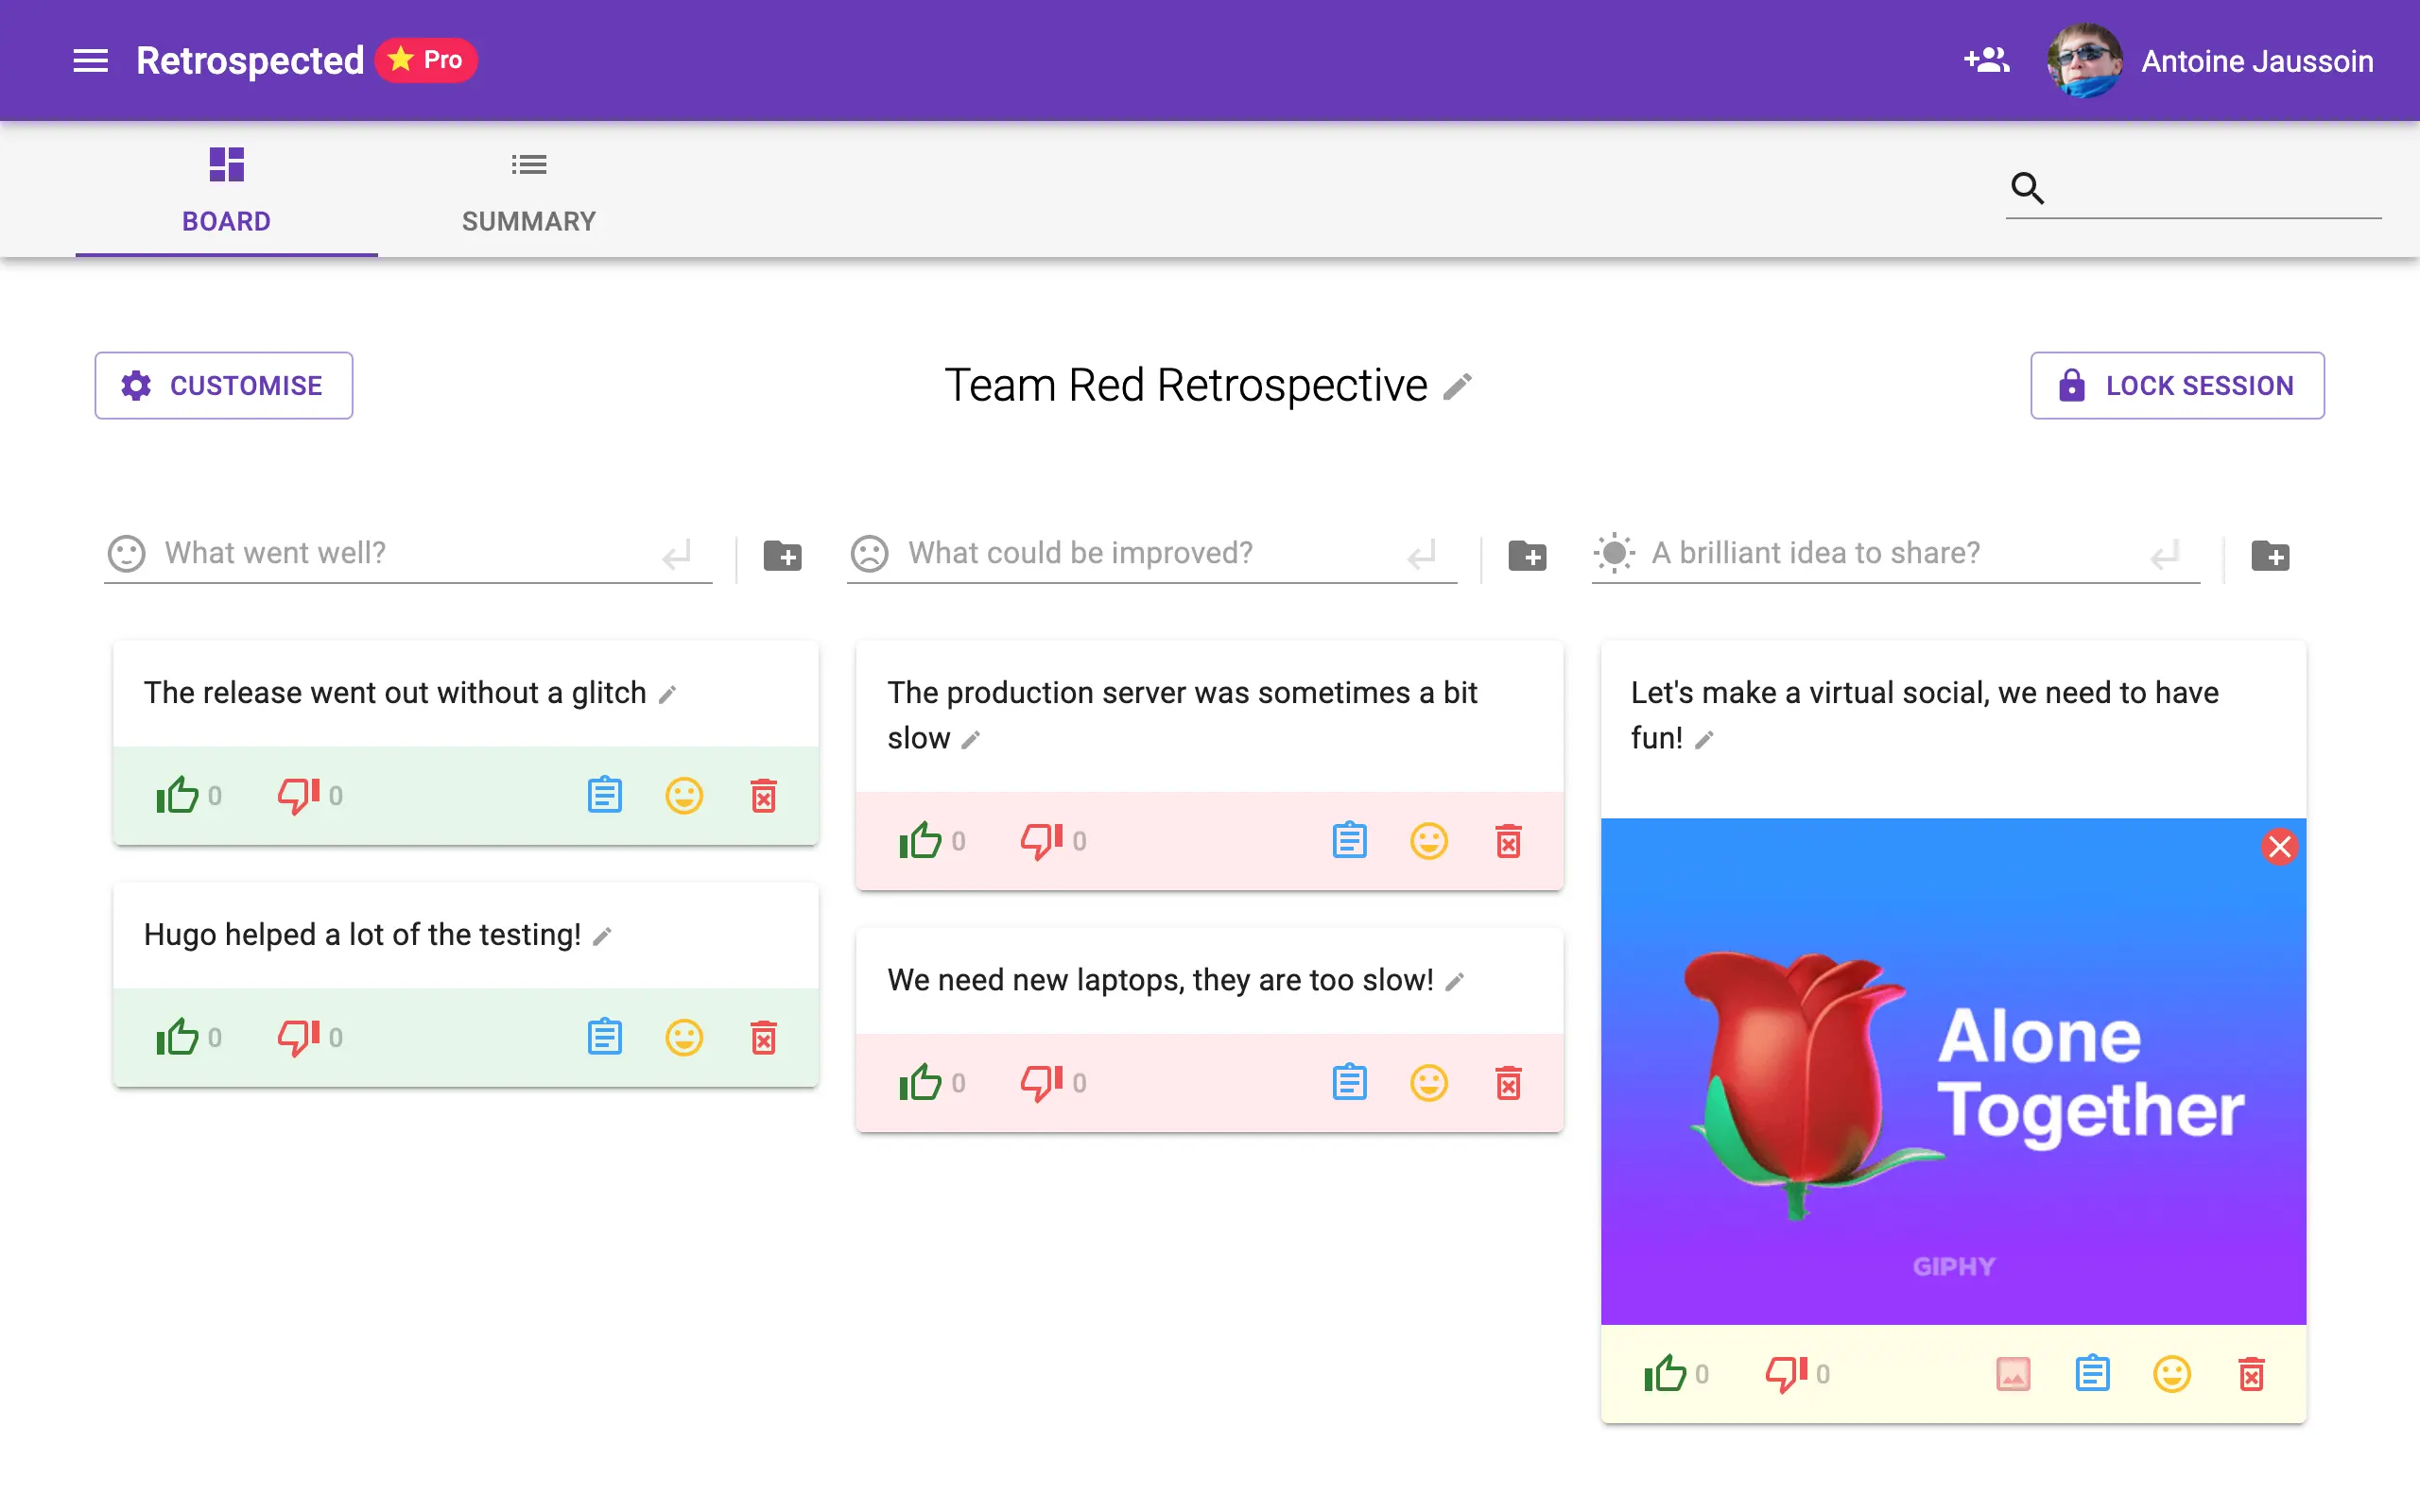 Retrospected Pro
Antoine Jaussoin
BOARD
SUMMARY
CUSTOMISE
Team Red Retrospective
LOCK SESSION
What went well?
What could be improved?
A brilliant idea to share?
The release went out without a glitch
0 0
Hugo helped a lot of the testing!
0 0
The production server was sometimes a bit
slow
0 0
We need new laptops, they are too slow!
0 0
Let's make a virtual social, we need to have
fun!
Alone
Together
GIPHY
0 0